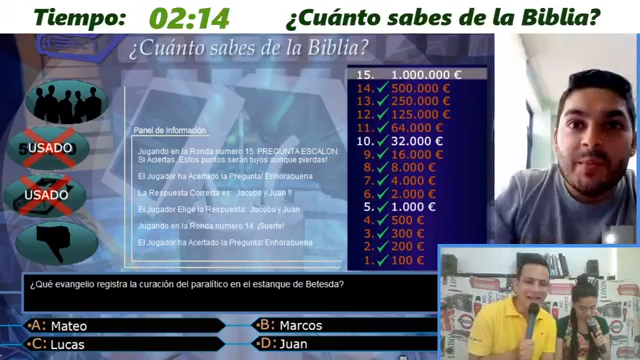 Tiempo: 02:14 ¿Cuánto sabes de la Biblia?
¿Cuánto sabes de la Biblia?
USADO
USADO
Panel de Información
Jugando en la Ronda numero 15. PREGUNTA ESCALON.
Si Aciertas, Estos puntos serán tuyos aunque pierdas!
El Jugador ha Acertado la Pregunta! Enhorabuena
La Respuesta Correcta es: Jacobo y Juan !!
El Jugador Elige la Respuesta: Jacobo y Juan
Jugando en la Ronda numero 14. ¡Suerte!
El Jugador ha Acertado la Pregunta! Enhorabuena
15. 1.000.000 €
14. ✓ 500.000 €
13. ✓ 250.000 €
12. ✓ 125.000 €
11. ✓ 64.000 €
10. ✓ 32.000 €
9. ✓ 16.000 €
8. ✓ 8.000 €
7. ✓ 4.000 €
6. ✓ 2.000 €
5. ✓ 1.000 €
4. ✓ 500 €
3. ✓ 300 €
2. ✓ 200 €
1. ✓ 100 €
¿Qué evangelio registra la curación del paralítico en el estanque de Betesda?
A: Mateo
B: Marcos
C: Lucas
D: Juan